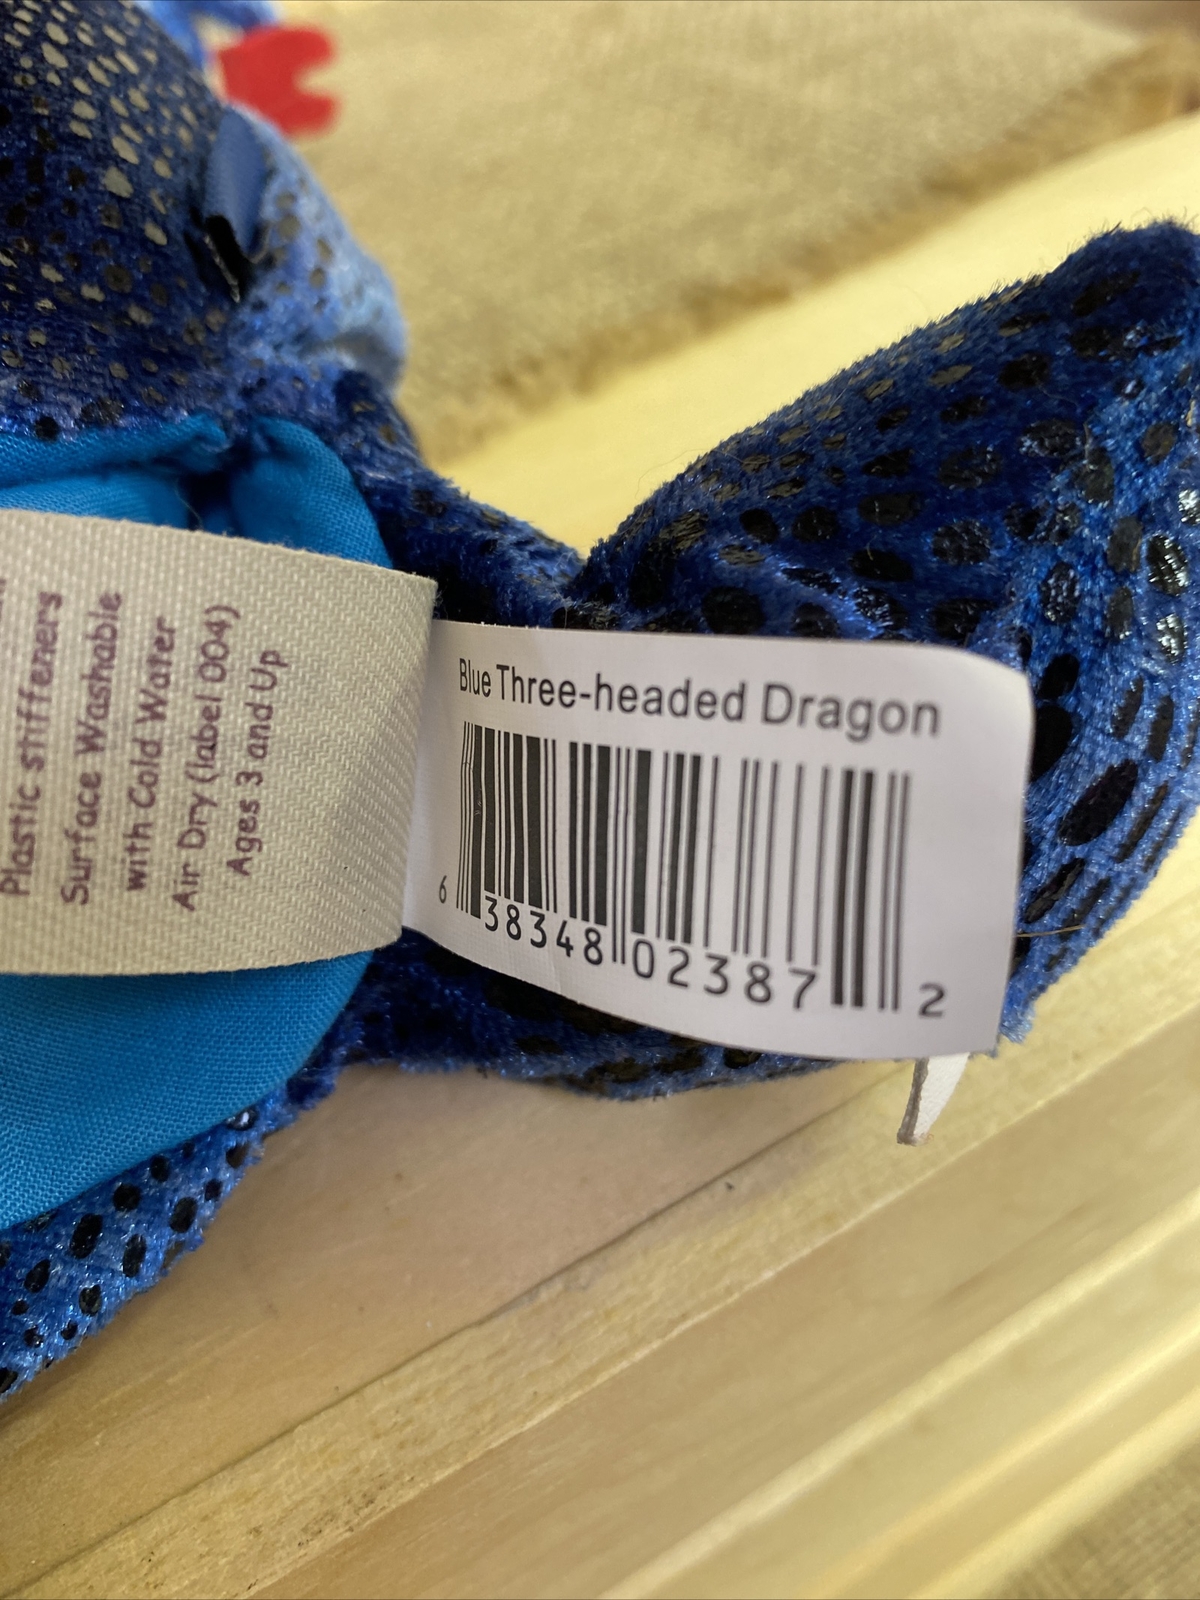 Plastic stiffeners
Surface Washable
with Cold Water
Air Dry (label 004)
Ages 3 and Up
Blue Three-headed Dragon
6 38348 02387 2